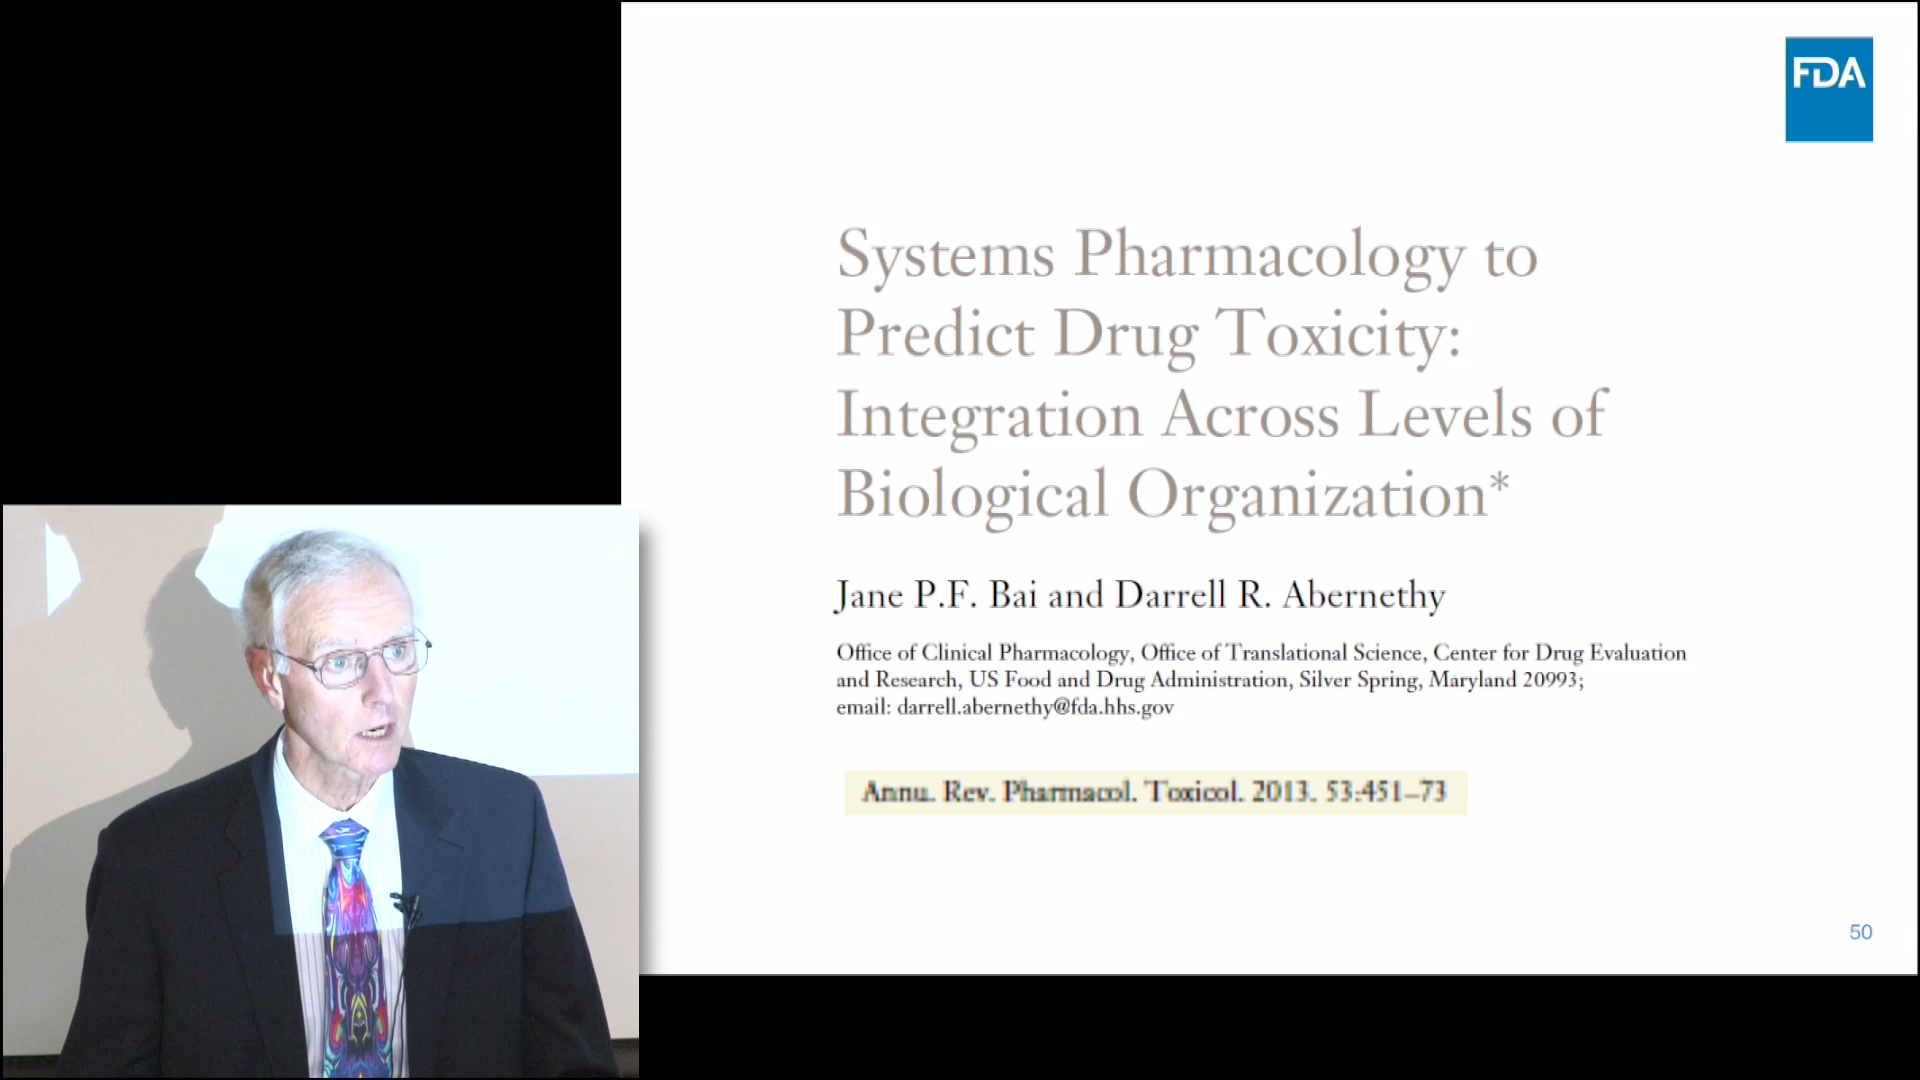 FDA
Systems Pharmacology to
Predict Drug Toxicity:
Integration Across Levels of
Biological Organization*
Jane P.F. Bai and Darrell R. Abernethy
Office of Clinical Pharmacology, Office of Translational Science, Center for Drug Evaluation
and Research, US Food and Drug Administration, Silver Spring, Maryland 20993;
email: darrell.abernethy@fda.hhs.gov
Annu. Rev. Pharmacol. Toxicol. 2013. 53:451–73
50